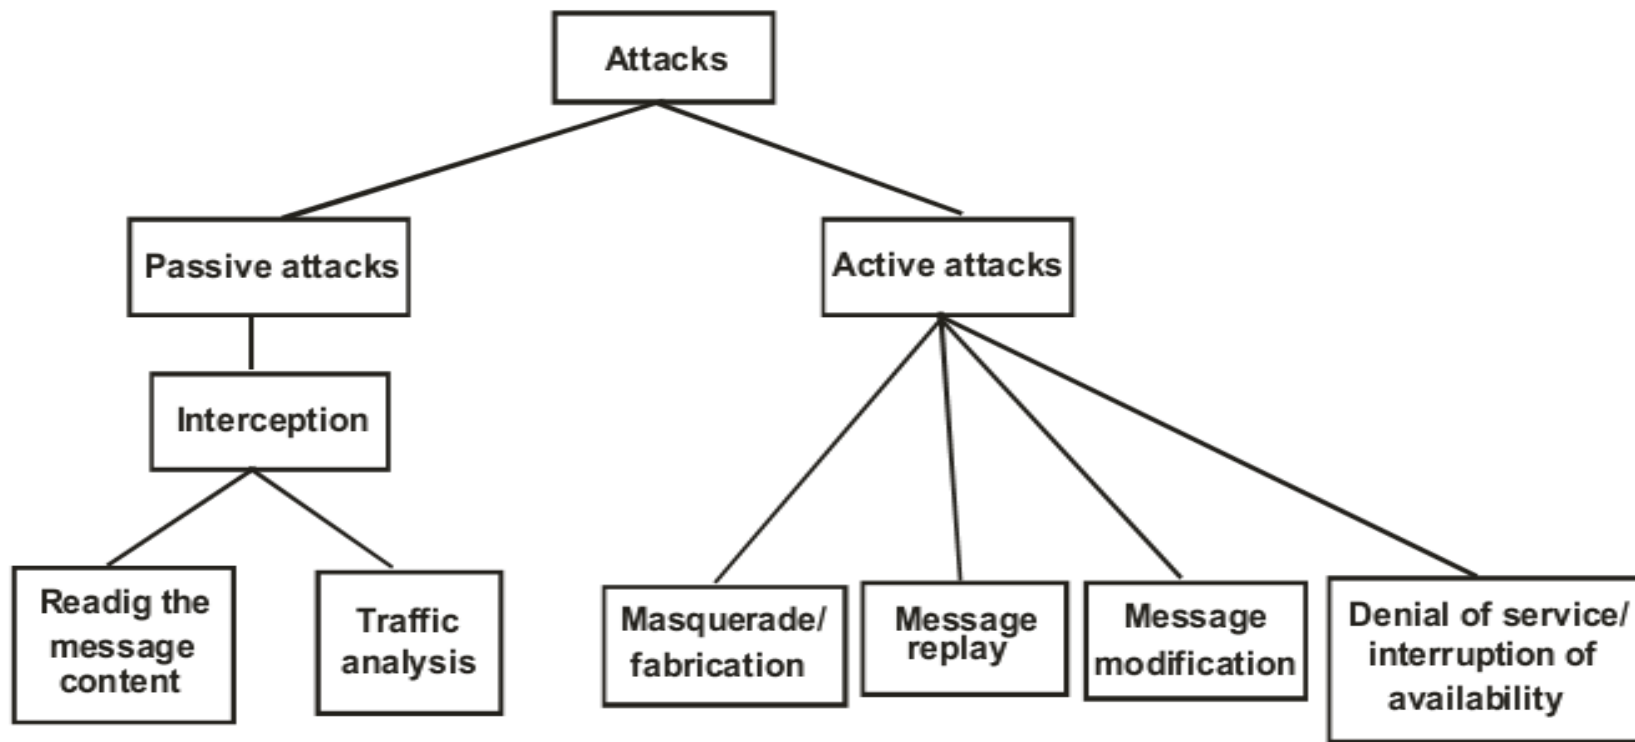 Attacks
Passive attacks
Active attacks
Interception
Readig the
message
content
Traffic
analysis
Masquerade/
fabrication
Message
replay
Message
modification
Denial of service/
interruption of
availability